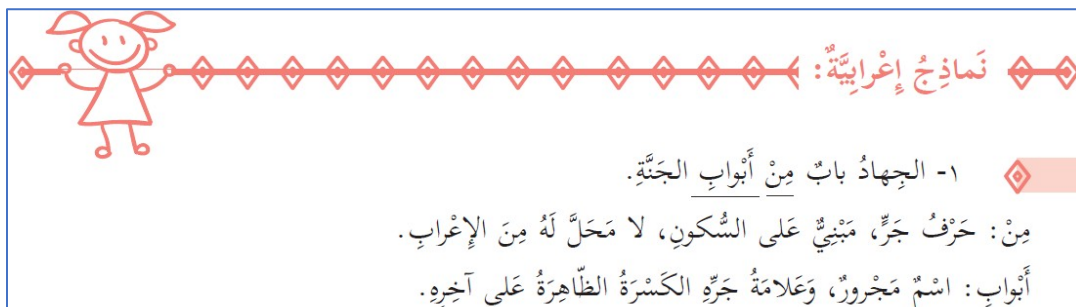 نَماذِجُ إِعْرابِيَّةٌ:
١- الجِهادُ بابٌ مِنْ أَبْوابِ الجَنَّةِ.
مِنْ: حَرْفُ جَرٍّ، مَبْنِيٌّ عَلى السُّكونِ، لا مَحَلَّ لَهُ مِنَ الإِعْرابِ.
أَبْوابِ: اسْمٌ مَجْرورٌ، وَعَلامَةُ جَرِّهِ الكَسْرَةُ الظّاهِرَةُ عَلى آخِرِهِ.